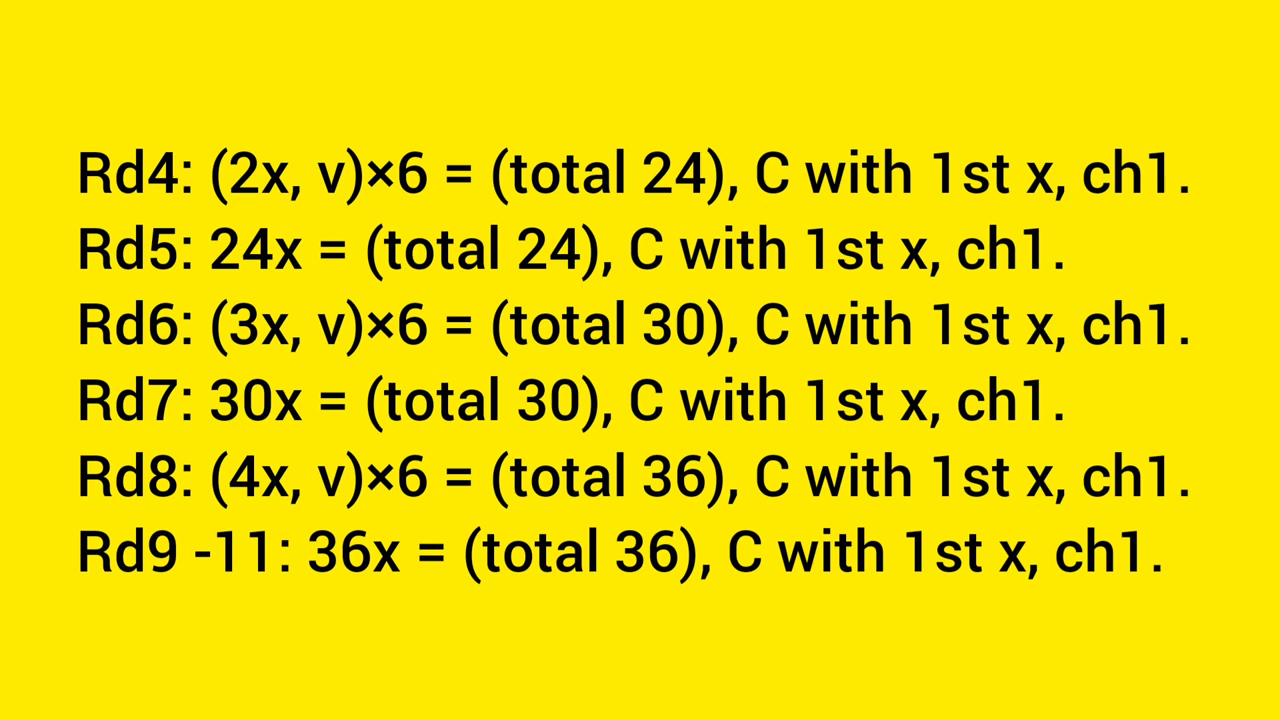 Rd4: (2x, v)×6 = (total 24), C with 1st x, ch1.
Rd5: 24x = (total 24), C with 1st x, ch1.
Rd6: (3x, v)×6 = (total 30), C with 1st x, ch1.
Rd7: 30x = (total 30), C with 1st x, ch1.
Rd8: (4x, v)×6 = (total 36), C with 1st x, ch1.
Rd9 -11: 36x = (total 36), C with 1st x, ch1.